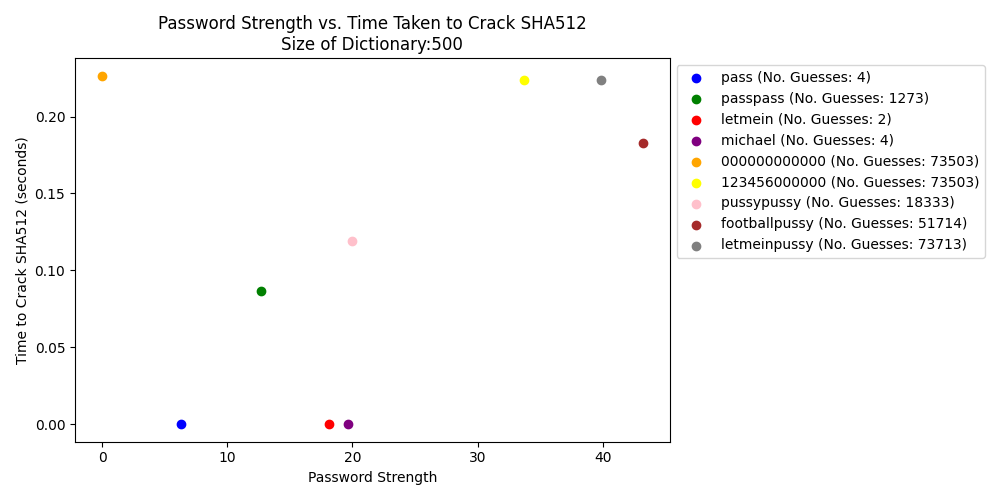 Password Strength vs. Time Taken to Crack SHA512
Size of Dictionary:500
Time to Crack SHA512 (seconds)
0.20
0.15
0.10
0.05
0.00
0 10 20 30 40
Password Strength
pass (No. Guesses: 4)
passpass (No. Guesses: 1273)
letmein (No. Guesses: 2)
michael (No. Guesses: 4)
000000000000 (No. Guesses: 73503)
123456000000 (No. Guesses: 73503)
pussypussy (No. Guesses: 18333)
footballpussy (No. Guesses: 51714)
letmeinpussy (No. Guesses: 73713)